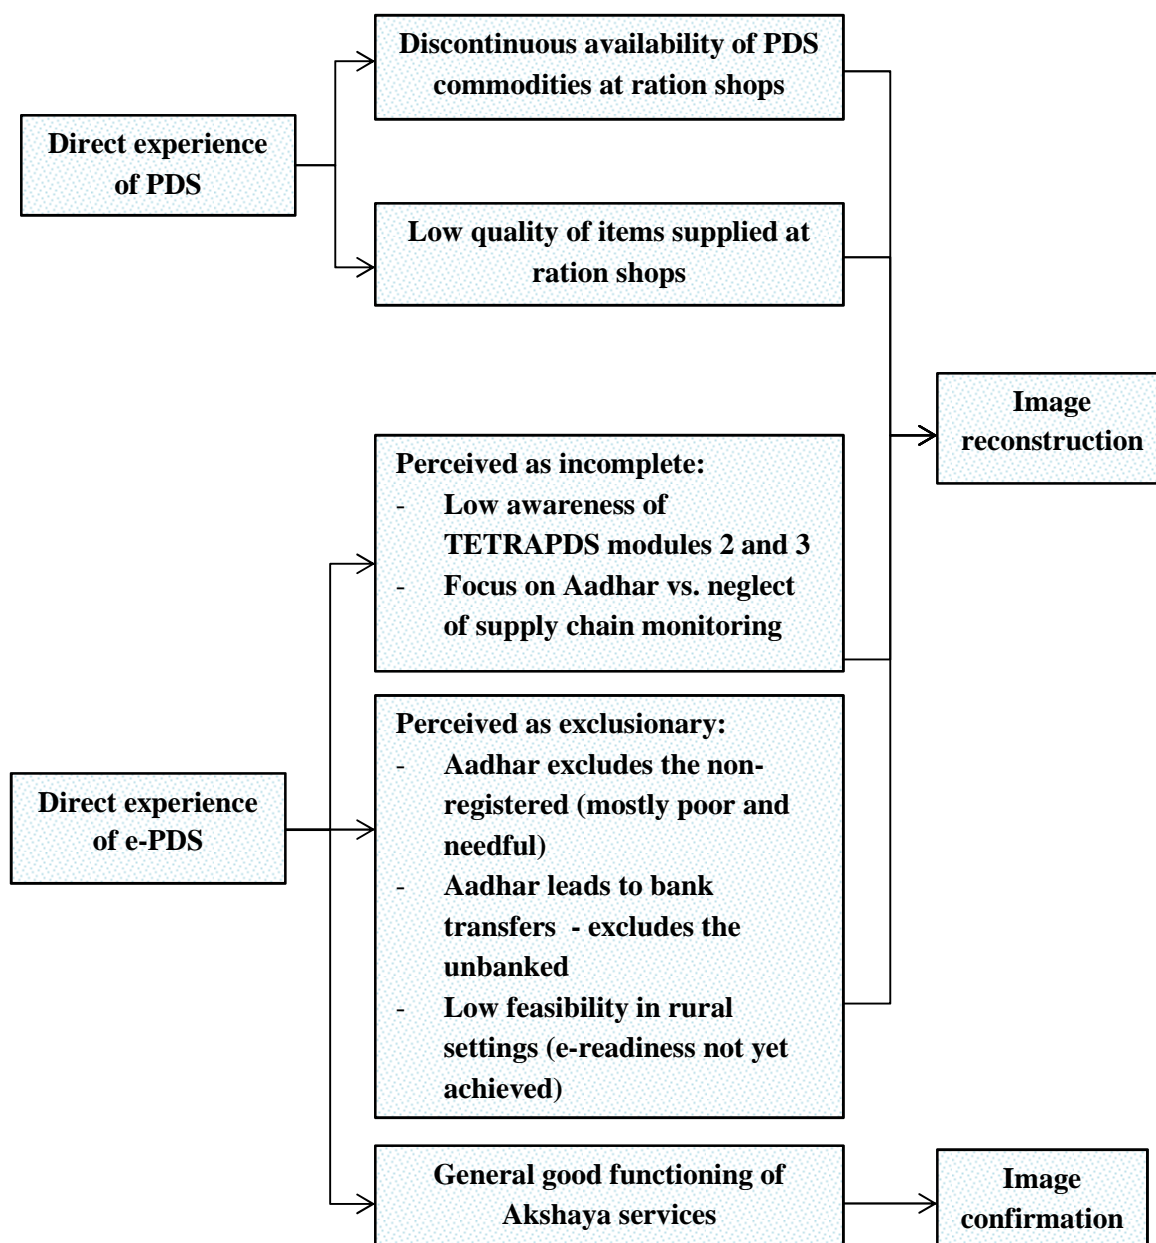 Discontinuous availability of PDS
commodities at ration shops
Direct experience
of PDS
Low quality of items supplied at
ration shops
Image
reconstruction
Perceived as incomplete:
- Low awareness of
TETRAPDS modules 2 and 3
- Focus on Aadhar vs. neglect
of supply chain monitoring
Perceived as exclusionary:
- Aadhar excludes the non-
registered (mostly poor and
needful)
- Aadhar leads to bank
transfers - excludes the
unbanked
- Low feasibility in rural
settings (e-readiness not yet
achieved)
Direct experience
of e-PDS
General good functioning of
Akshaya services
Image
confirmation